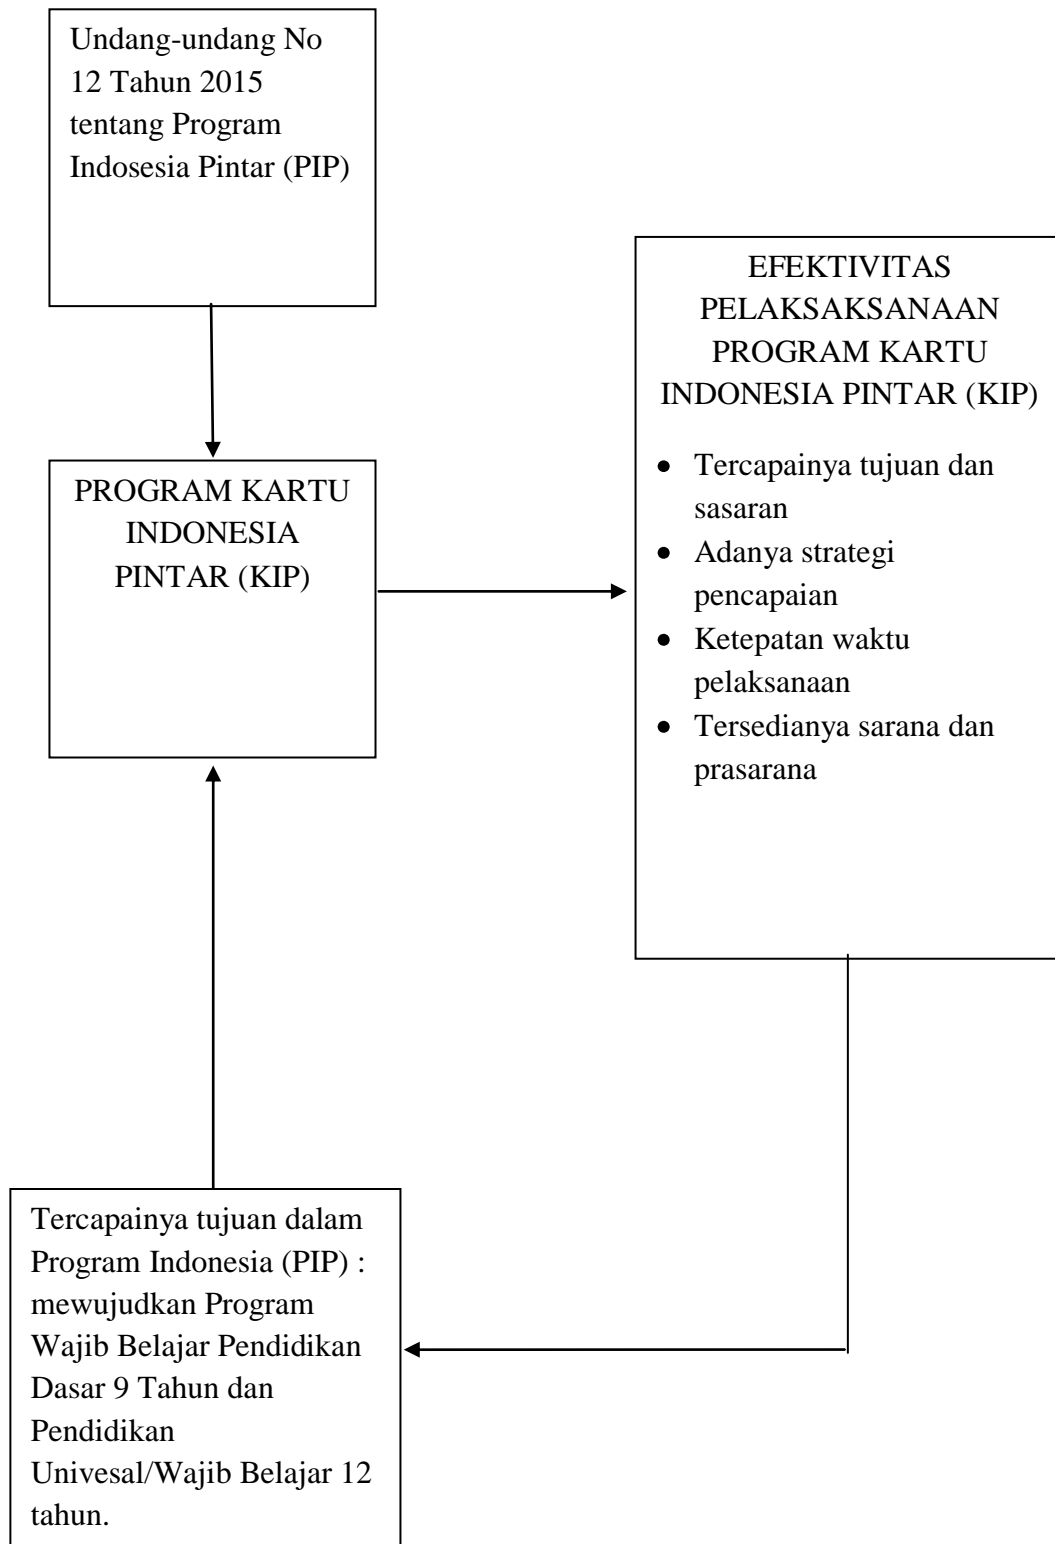 Undang-undang No
12 Tahun 2015
tentang Program
Indosesia Pintar (PIP)
EFEKTIVITAS
PELAKSAKSANAAN
PROGRAM KARTU
INDONESIA PINTAR (KIP)
• Tercapainya tujuan dan
sasaran
• Adanya strategi
pencapaian
• Ketepatan waktu
pelaksanaan
• Tersedianya sarana dan
prasarana
PROGRAM KARTU
INDONESIA
PINTAR (KIP)
Tercapainya tujuan dalam
Program Indonesia (PIP) :
mewujudkan Program
Wajib Belajar Pendidikan
Dasar 9 Tahun dan
Pendidikan
Univesal/Wajib Belajar 12
tahun.